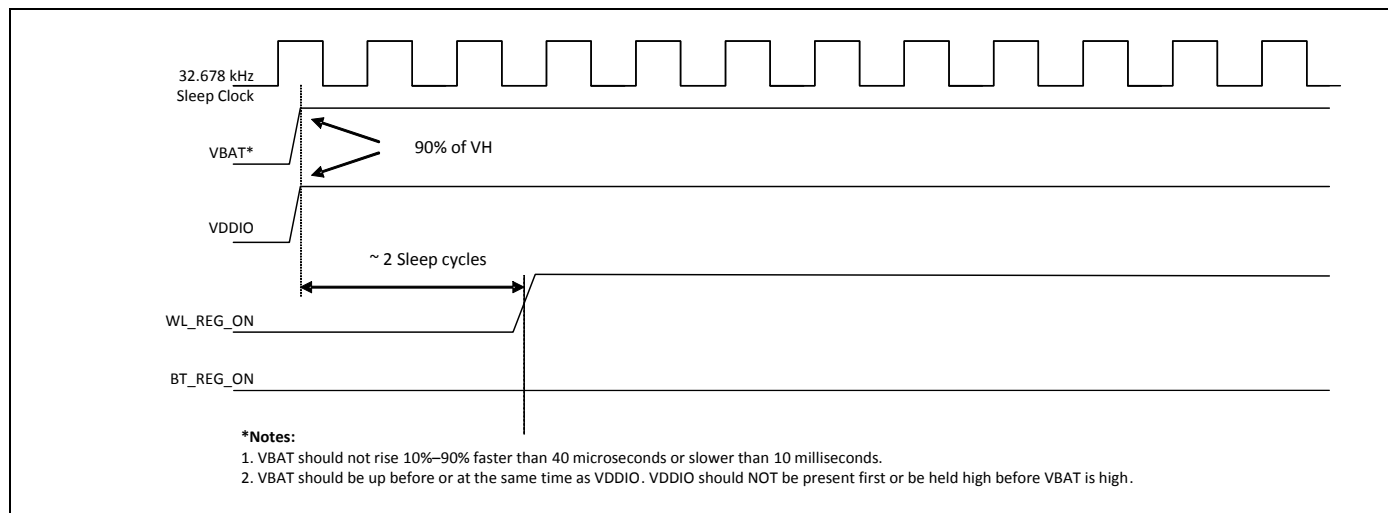 32.678 kHz
Sleep Clock
VBAT*
90% of VH
VDDIO
~ 2 Sleep cycles
WL_REG_ON
BT_REG_ON
*Notes:
1. VBAT should not rise 10%–90% faster than 40 microseconds or slower than 10 milliseconds.
2. VBAT should be up before or at the same time as VDDIO. VDDIO should NOT be present first or be held high before VBAT is high.